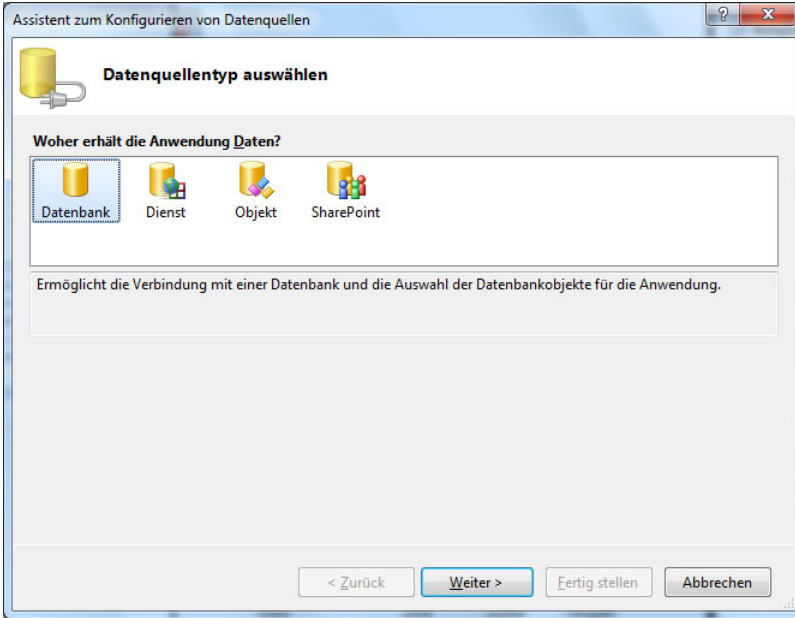 Assistent zum Konfigurieren von Datenquellen
Datenquellentyp auswählen
Woher erhält die Anwendung Daten?
Datenbank Dienst Objekt SharePoint
Ermöglicht die Verbindung mit einer Datenbank und die Auswahl der Datenbankobjekte für die Anwendung.
< Zurück Weiter > Fertig stellen Abbrechen